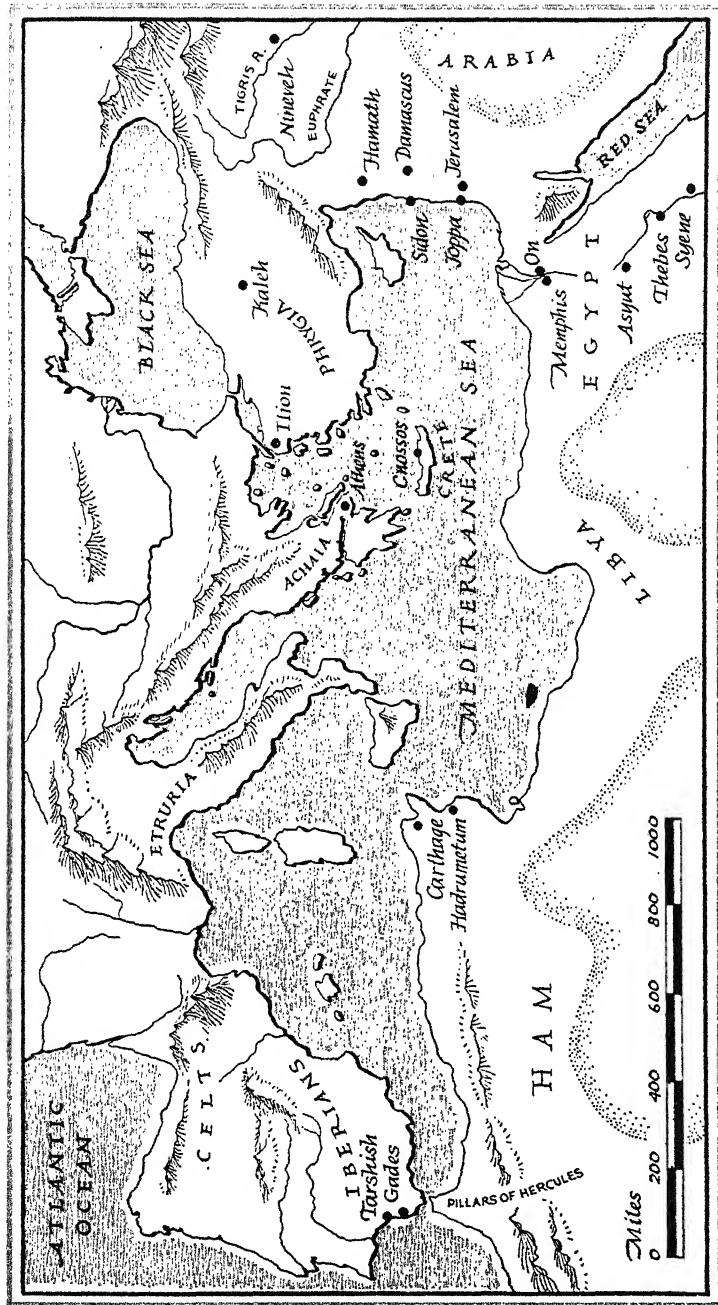 ATLANTIC
OCEAN
CELTS
IBERIANS
Tarshish
Gades
PILLARS OF HERCULES
HAM
Miles
0 200 400 600 800 1000
ETRURIA
Carthage
Hadrumetum
MEDITERRANEAN SEA
ACHAIA
Athens
Cnossos
CRETE
LIBYA
BLACK SEA
Ilion
PHRYGIA
Kaleh
TIGRIS R.
Nineveh
EUPHRATE
Hamath
Damascus
Jerusalem
Sidon
Joppa
ARABIA
RED SEA
On
Memphis
EGYPT
Asyut
Thebes
Syene